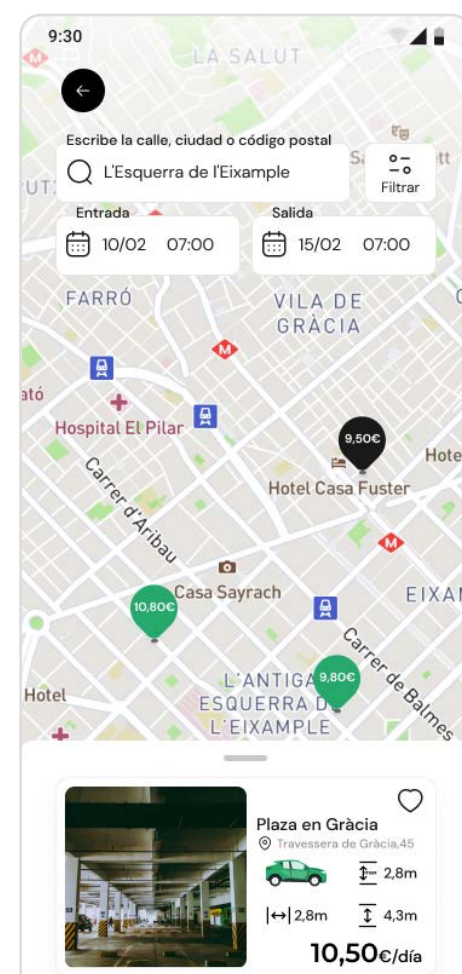 9:30
LA SALUT
Escribe la calle, ciudad o código postal
L'Esquerra de l'Eixample
Filtrar
Entrada
Salida
10/02 07:00
15/02 07:00
FARRÓ
VILA DE
GRÀCIA
M
Hospital El Pilar
9,50€
Hote
Hotel Casa Fuster
Carrer d'Aribau
M
Casa Sayrach
EIXA
10,80€
Carrer de Balmes
9,80€
L'ANTIGA
ESQUERRA D
L'EIXAMPLE
Hotel
Plaza en Gràcia
Travessera de Gràcia,45
2,8m
2,8m
4,3m
10,50€/día